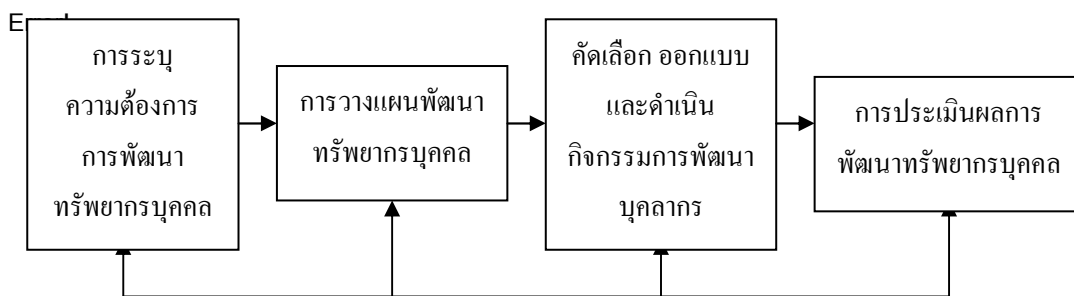 การระบุ
ความต้องการ
การพัฒนา
ทรัพยากรบุคคล
การวางแผนพัฒนา
ทรัพยากรบุคคล
คัดเลือก ออกแบบ
และดำเนิน
กิจกรรมการพัฒนา
บุคลากร
การประเมินผลการ
พัฒนาทรัพยากรบุคคล